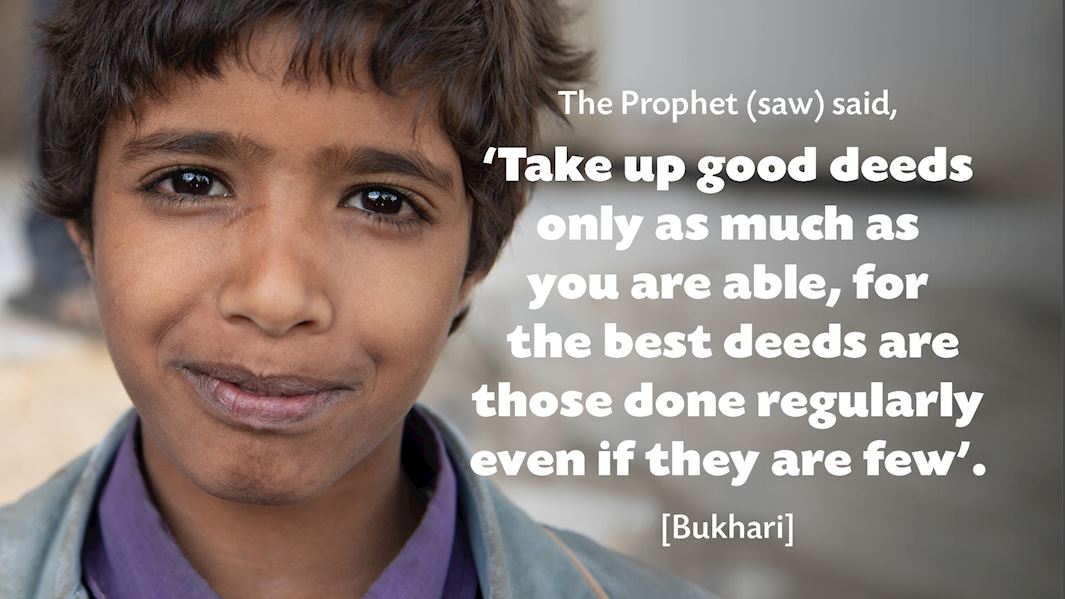 The Prophet (saw) said,
‘Take up good deeds
only as much as
you are able, for
the best deeds are
those done regularly
even if they are few’.
[Bukhari]